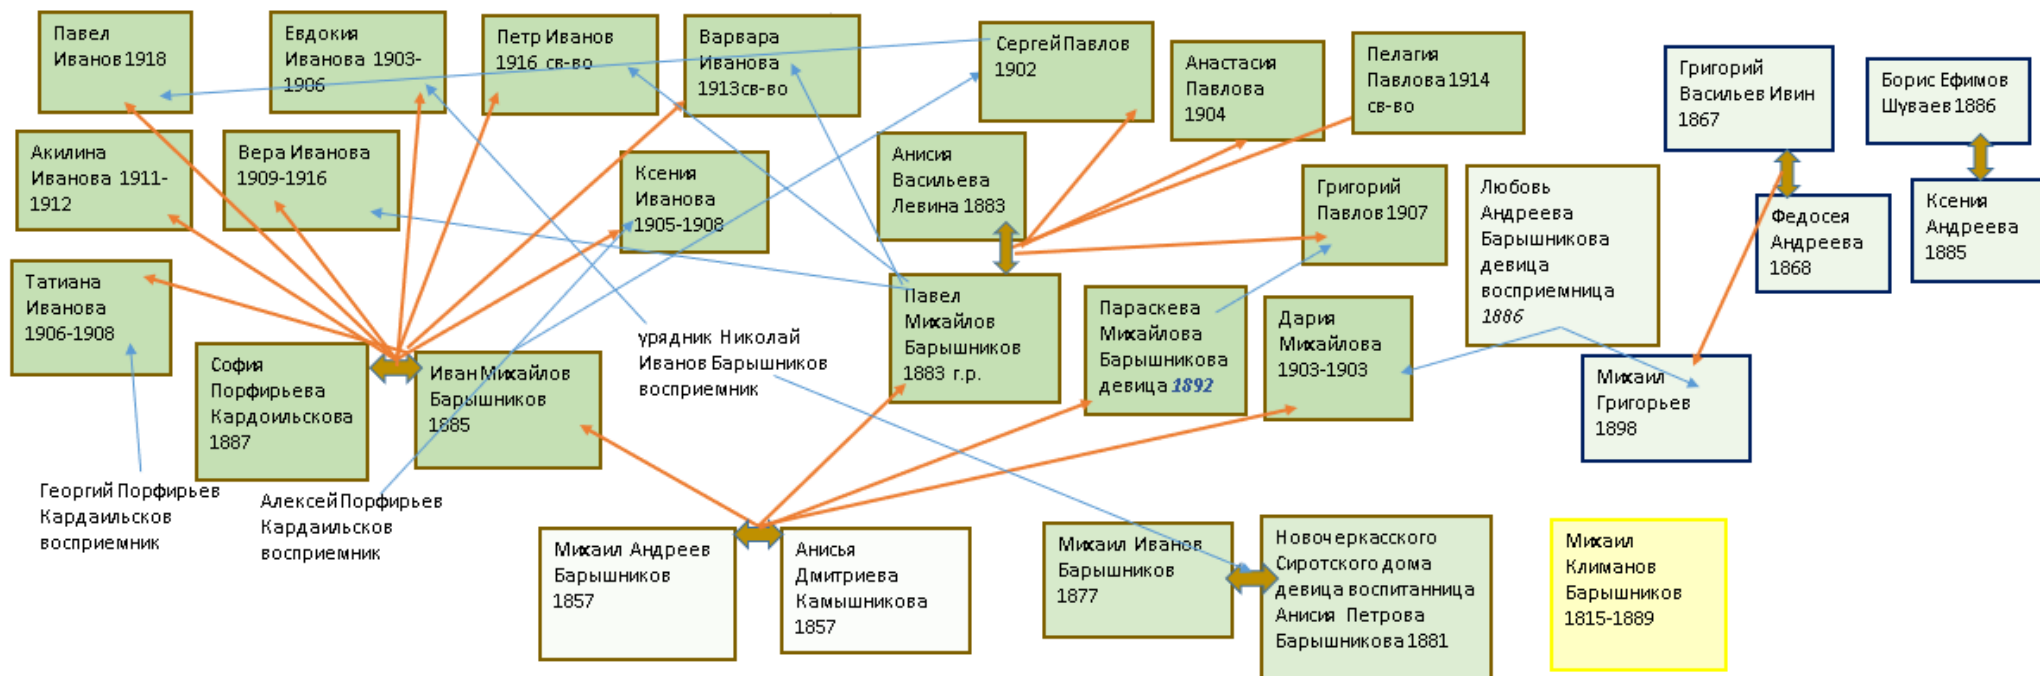 Павел
Иванов 1918
Евдокия
Иванова 1903-
1906
Петр Иванов
1916 св-во
Варвара
Иванова
1913св-во
Сергей Павлов
1902
Анастасия
Павлова
1904
Пелагия
Павлова 1914
св-во
Григорий
Васильев Ивин
1867
Борис Ефимов
Шуваев 1886
Акилина
Иванова 1911-
1912
Вера Иванова
1909-1916
Ксения
Иванова
1905-1908
Анисия
Васильева
Левина 1883
Григорий
Павлов 1907
Любовь
Андреева
Барышникова
девица
восприемница
1886
Федосея
Андреева
1868
Ксения
Андреева
1885
Татиана
Иванова
1906-1908
София
Порфирьева
Кардоильскова
1887
Иван Михайлов
Барышников
1885
урядник Николай
Иванов Барышников
восприемник
Павел
Михайлов
Барышников
1883 г.р.
Параскева
Михайлова
Барышникова
девица 1892
Дария
Михайлова
1903-1903
Михаил
Григорьев
1898
Георгий Порфирьев
Кардаильсков
восприемник
Алексей Порфирьев
Кардаильсков
восприемник
Михаил Андреев
Барышников
1857
Анисья
Дмитриева
Камышникова
1857
Михаил Иванов
Барышников
1877
Новочеркасского
Сиротского дома
девица воспитанница
Анисия Петрова
Барышникова 1881
Михаил
Климанов
Барышников
1815-1889